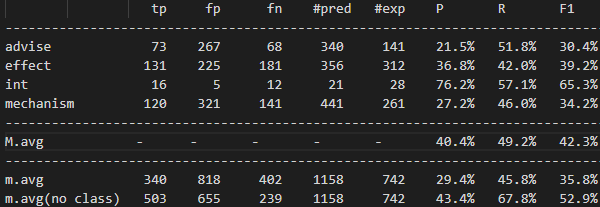 tp fp fn #pred #exp P R F1
------------------------------------------------------------------------------
advise 73 267 68 340 141 21.5% 51.8% 30.4%
effect 131 225 181 356 312 36.8% 42.0% 39.2%
int 16 5 12 21 28 76.2% 57.1% 65.3%
mechanism 120 321 141 441 261 27.2% 46.0% 34.2%
------------------------------------------------------------------------------
M.avg - - - - - 40.4% 49.2% 42.3%
------------------------------------------------------------------------------
m.avg 340 818 402 1158 742 29.4% 45.8% 35.8%
m.avg(no class) 503 655 239 1158 742 43.4% 67.8% 52.9%